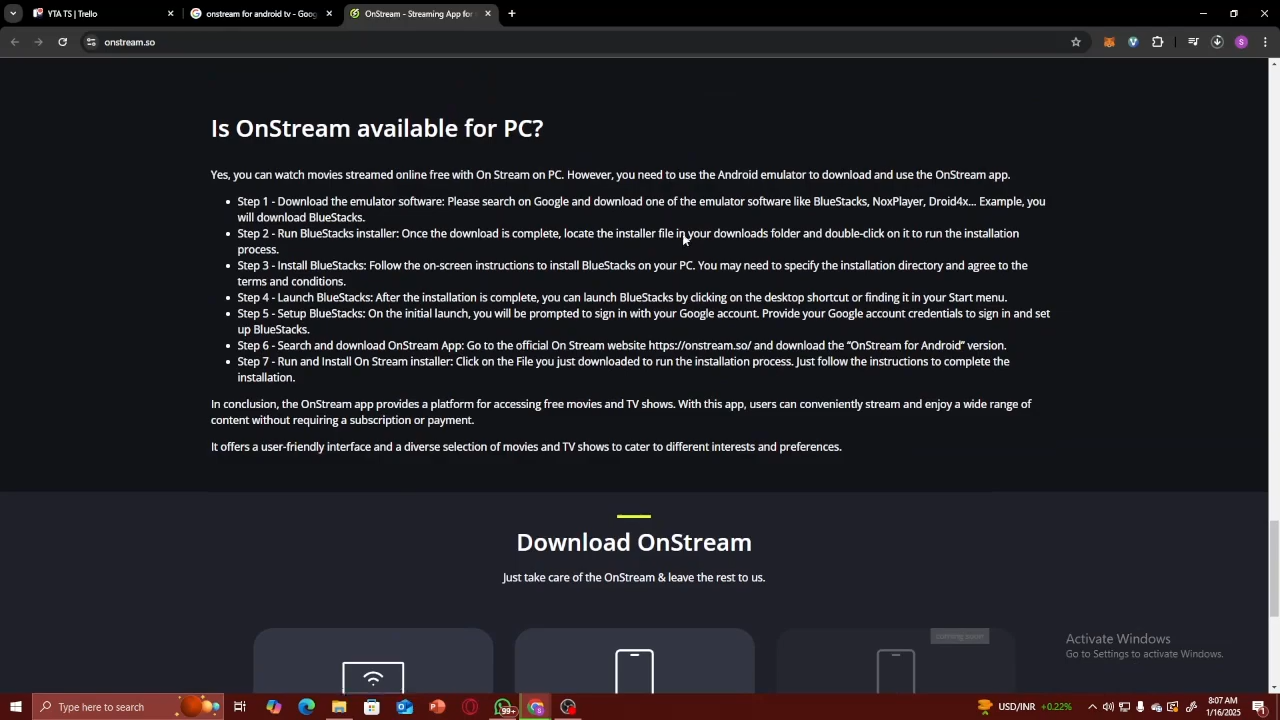 YTA TS | Trello
onstream for android tv - Goo
OnStream - Streaming App for
onstream.so
Is OnStream available for PC?
Yes, you can watch movies streamed online free with On Stream on PC. However, you need to use the Android emulator to download and use the OnStream app.
Step 1 - Download the emulator software: Please search on Google and download one of the emulator software like BlueStacks, NoxPlayer, Droid4x... Example, you
will download BlueStacks.
Step 2 - Run BlueStacks installer: Once the download is complete, locate the installer file in your downloads folder and double-click on it to run the installation
process.
Step 3 - Install BlueStacks: Follow the on-screen instructions to install BlueStacks on your PC. You may need to specify the installation directory and agree to the
terms and conditions.
Step 4 - Launch BlueStacks: After the installation is complete, you can launch BlueStacks by clicking on the desktop shortcut or finding it in your Start menu.
Step 5 - Setup BlueStacks: On the initial launch, you will be prompted to sign in with your Google account. Provide your Google account credentials to sign in and set
up BlueStacks.
Step 6 - Search and download OnStream App: Go to the official On Stream website https://onstream.so/ and download the “OnStream for Android” version.
Step 7 - Run and Install On Stream installer: Click on the File you just downloaded to run the installation process. Just follow the instructions to complete the
installation.
In conclusion, the OnStream app provides a platform for accessing free movies and TV shows. With this app, users can conveniently stream and enjoy a wide range of
content without requiring a subscription or payment.
It offers a user-friendly interface and a diverse selection of movies and TV shows to cater to different interests and preferences.
Download OnStream
Just take care of the OnStream & leave the rest to us.
coming soon
Activate Windows
Go to Settings to activate Windows.
Type here to search
99+
USD/INR +0.22%
8:07 AM
1/16/2025